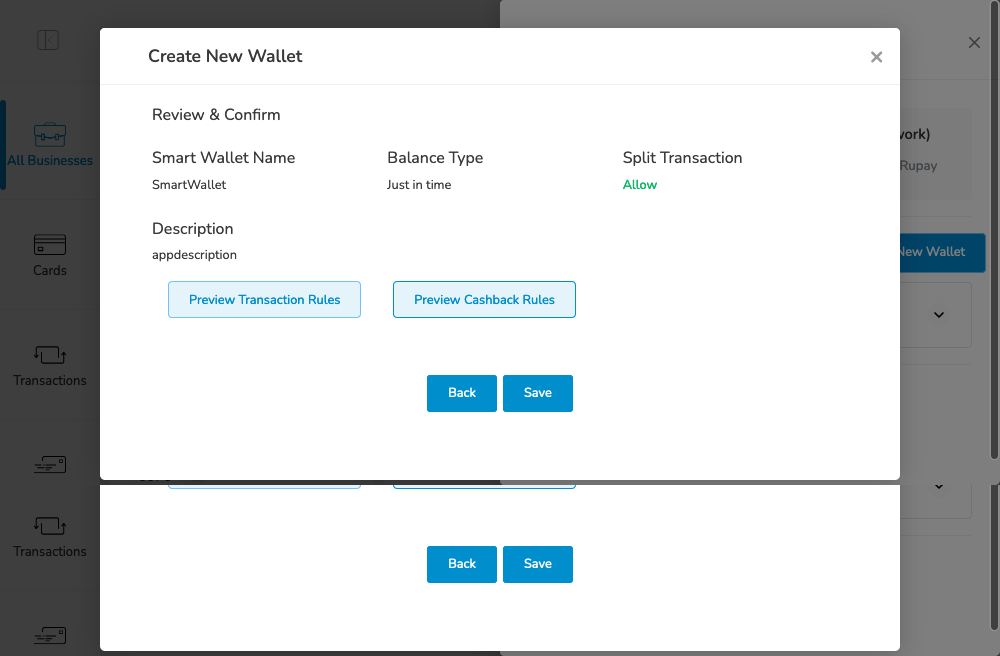 Create New Wallet
Review & Confirm
Smart Wallet Name
Balance Type
Split Transaction
SmartWallet
Just in time
Allow
Description
appdescription
Preview Transaction Rules
Preview Cashback Rules
Back
Save
All Businesses
Cards
Transactions
work)
Rupay
New Wallet
Back
Save
Transactions